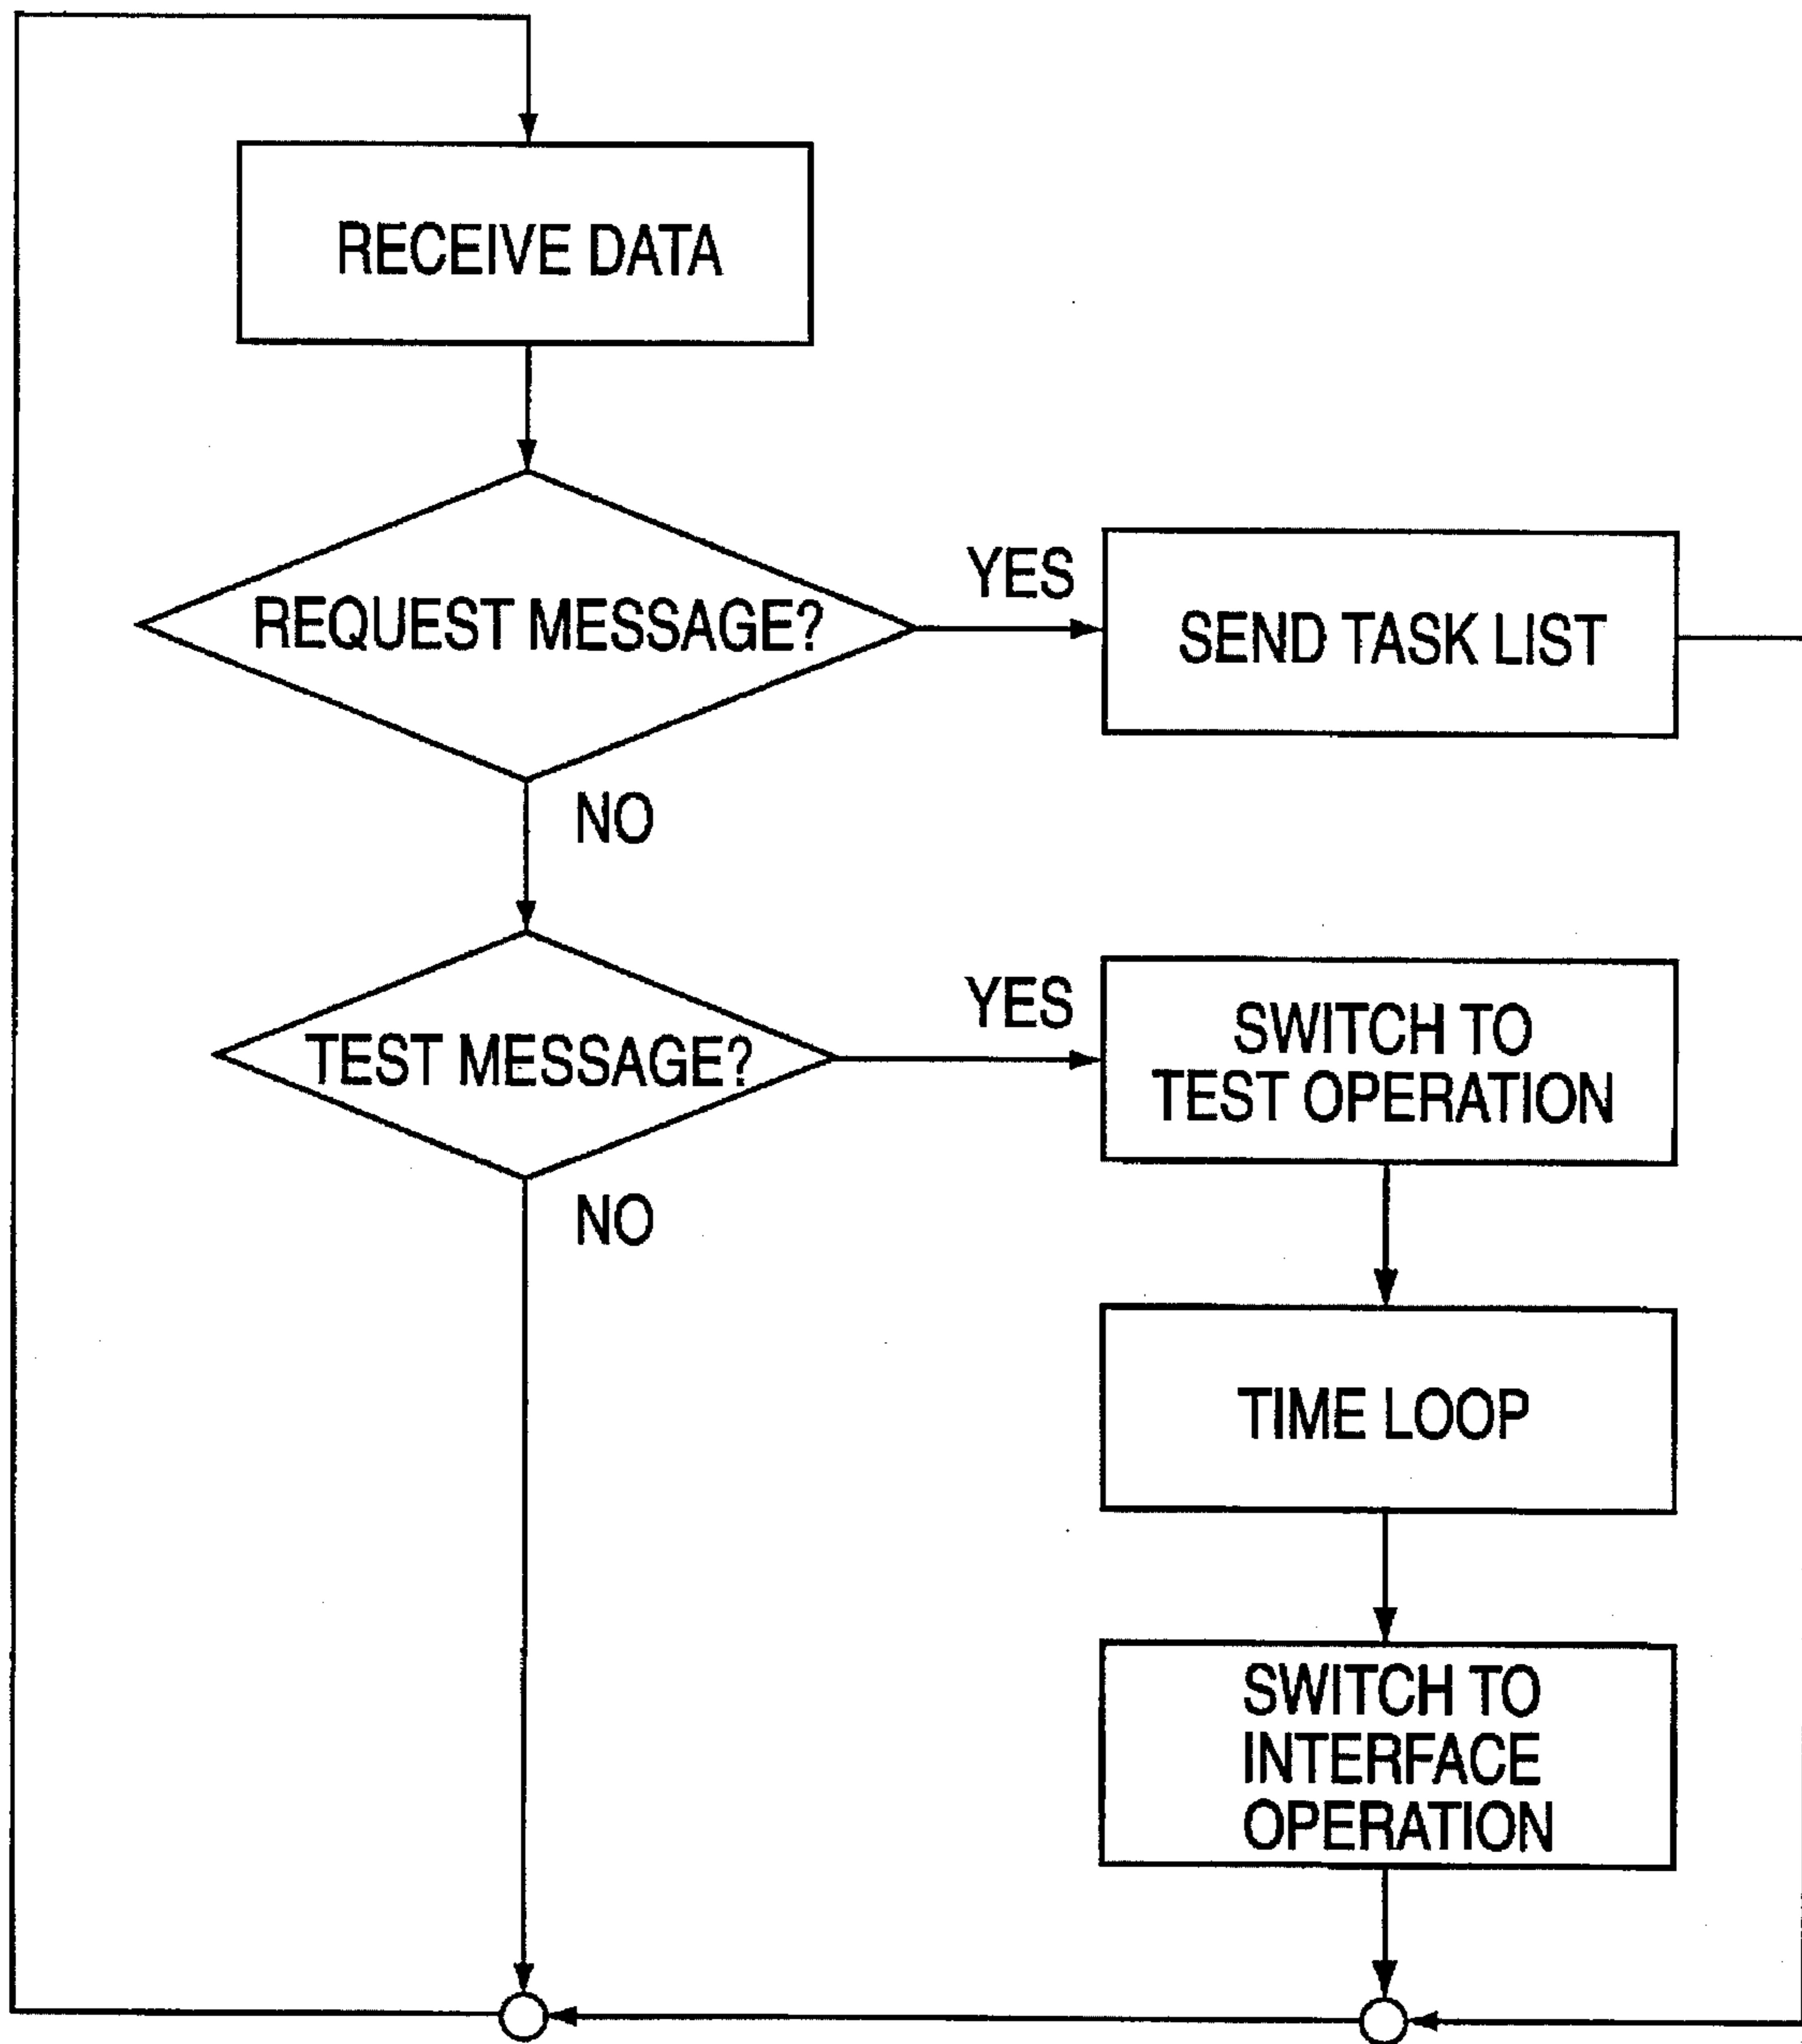 RECEIVE DATA
REQUEST MESSAGE?
YES
SEND TASK LIST
NO
TEST MESSAGE?
YES
SWITCH TO
TEST OPERATION
NO
TIME LOOP
SWITCH TO
INTERFACE
OPERATION